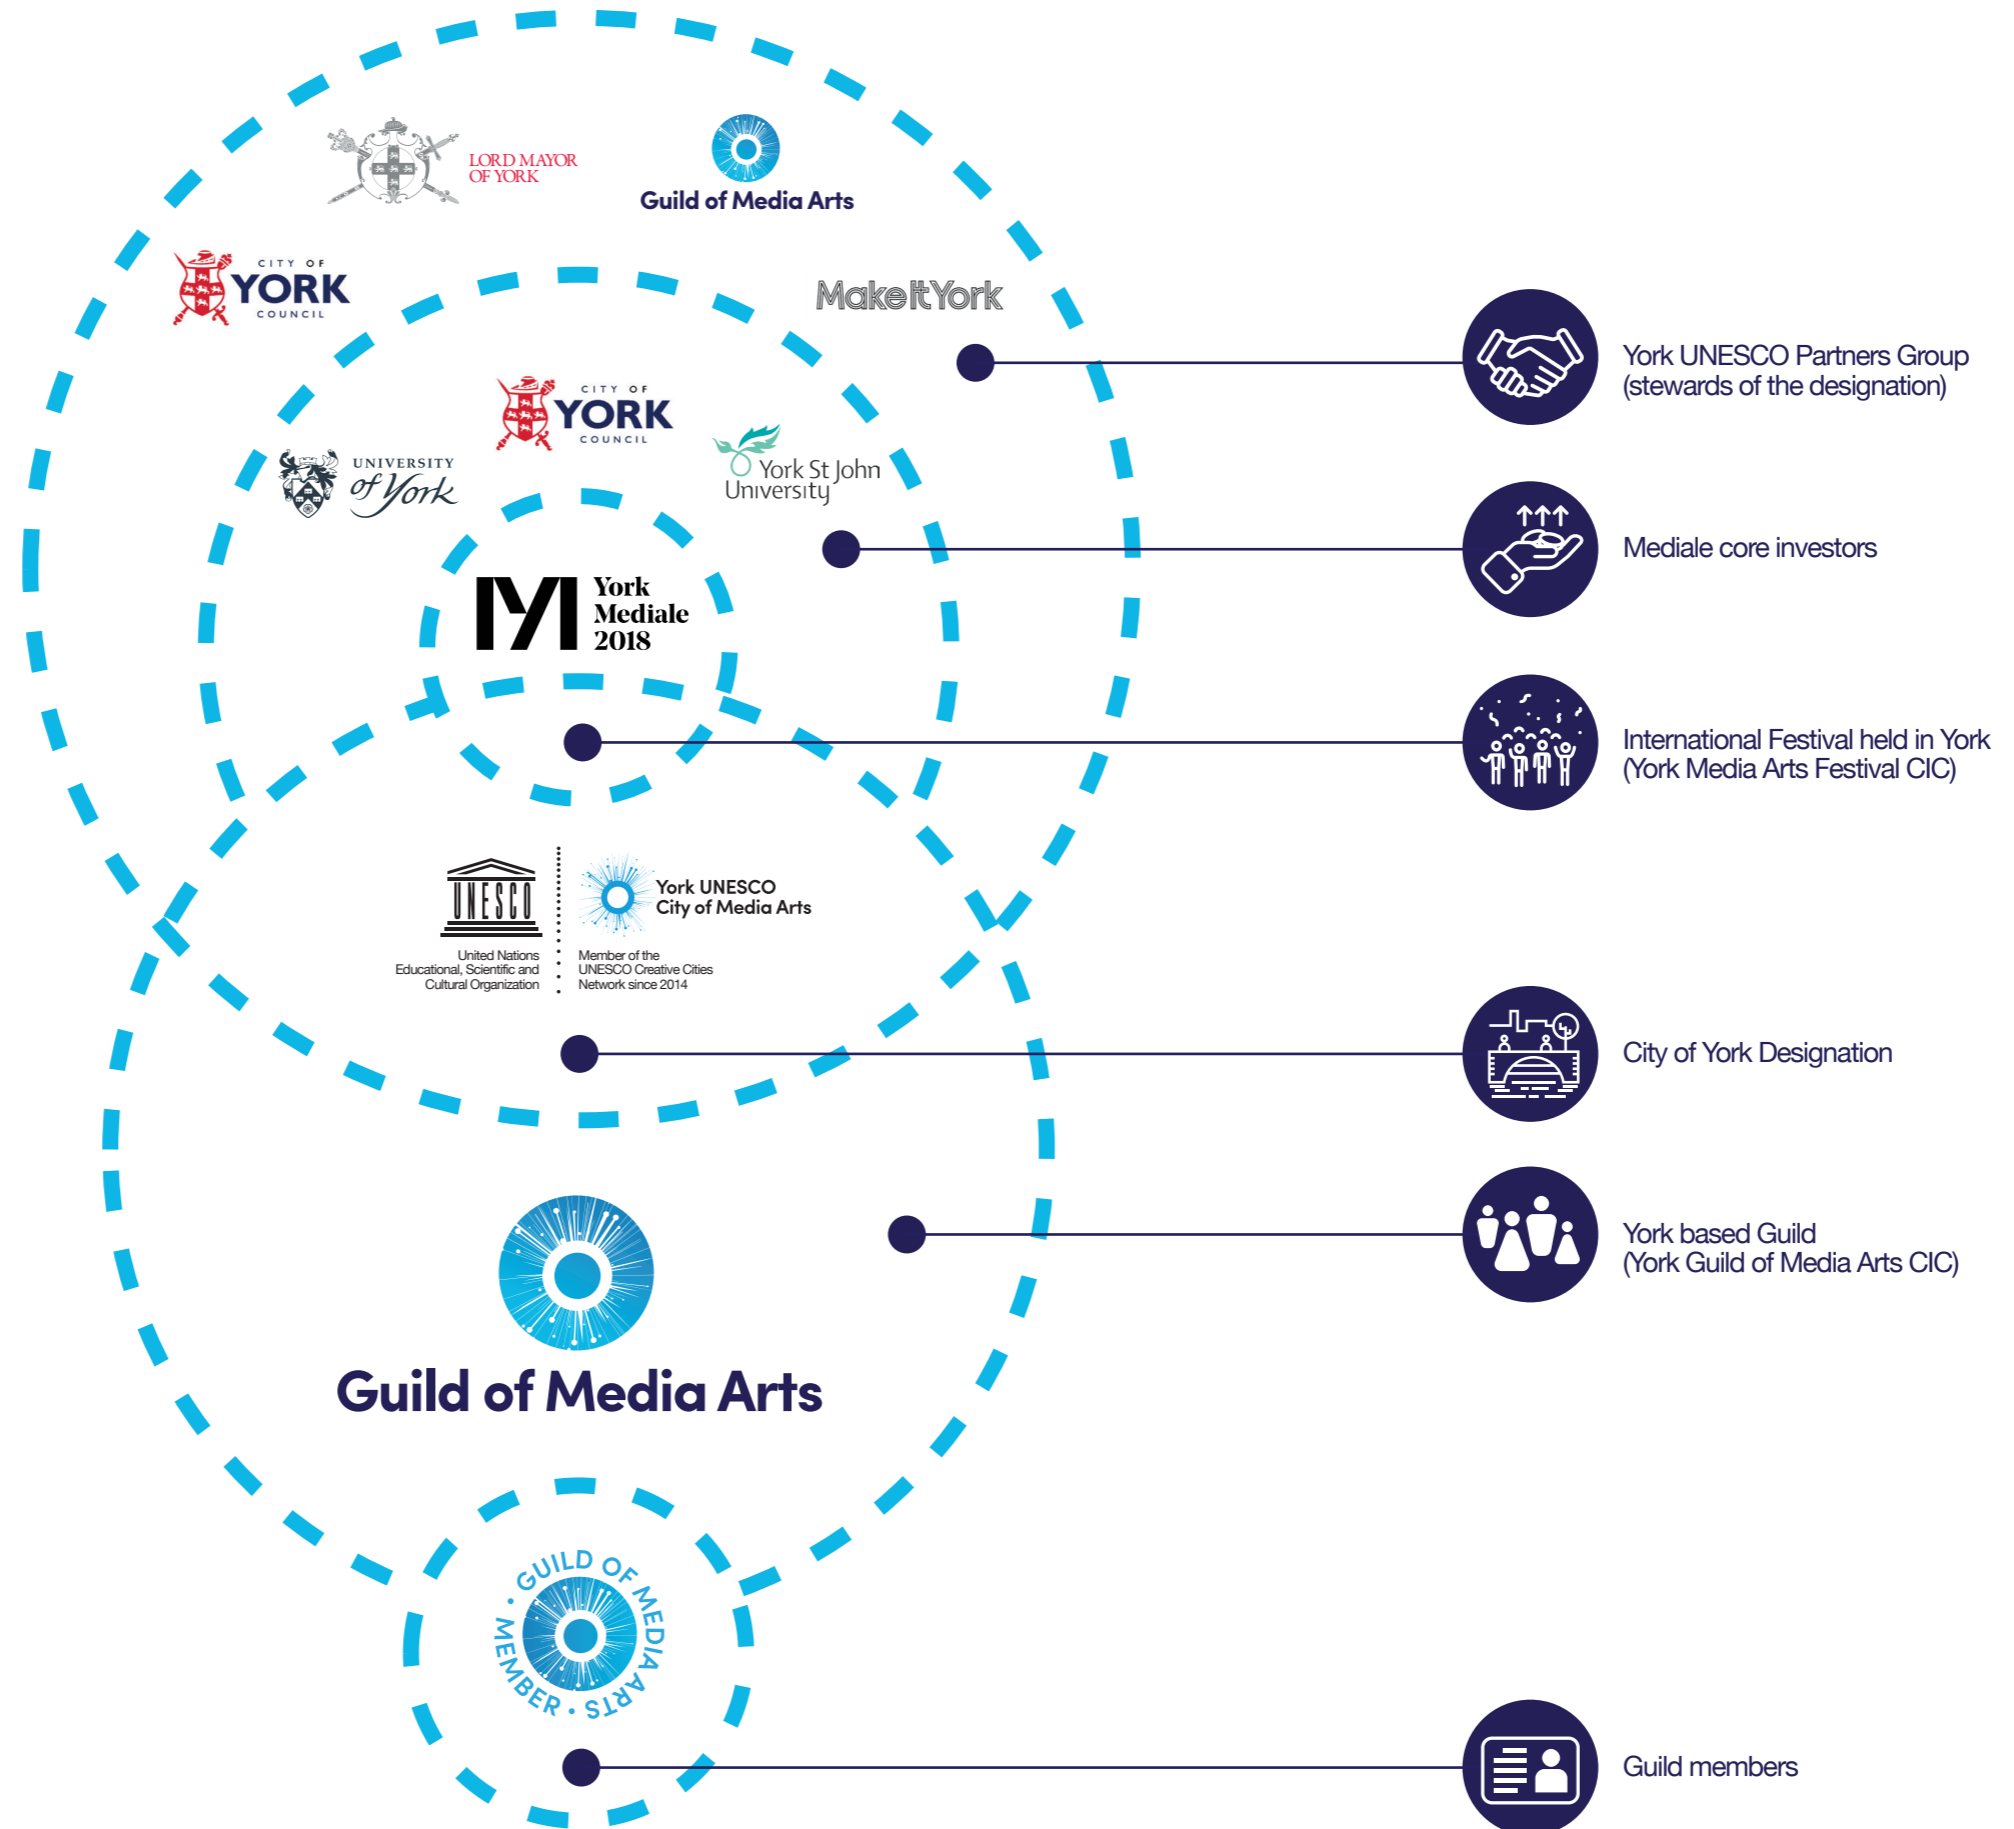 LORD MAYOR
OF YORK
Guild of Media Arts
CITY OF
YORK
COUNCIL
MakeItYork
York UNESCO Partners Group
(stewards of the designation)
CITY OF
YORK
COUNCIL
UNIVERSITY
of York
York St John
University
Mediale core investors
York
Mediale
2018
International Festival held in York
(York Media Arts Festival CIC)
UNESCO
United Nations
Educational, Scientific and
Cultural Organization
York UNESCO
City of Media Arts
Member of the
UNESCO Creative Cities
Network since 2014
City of York Designation
York based Guild
(York Guild of Media Arts CIC)
Guild of Media Arts
GUILD OF MEDIA ARTS • MEMBER •
Guild members